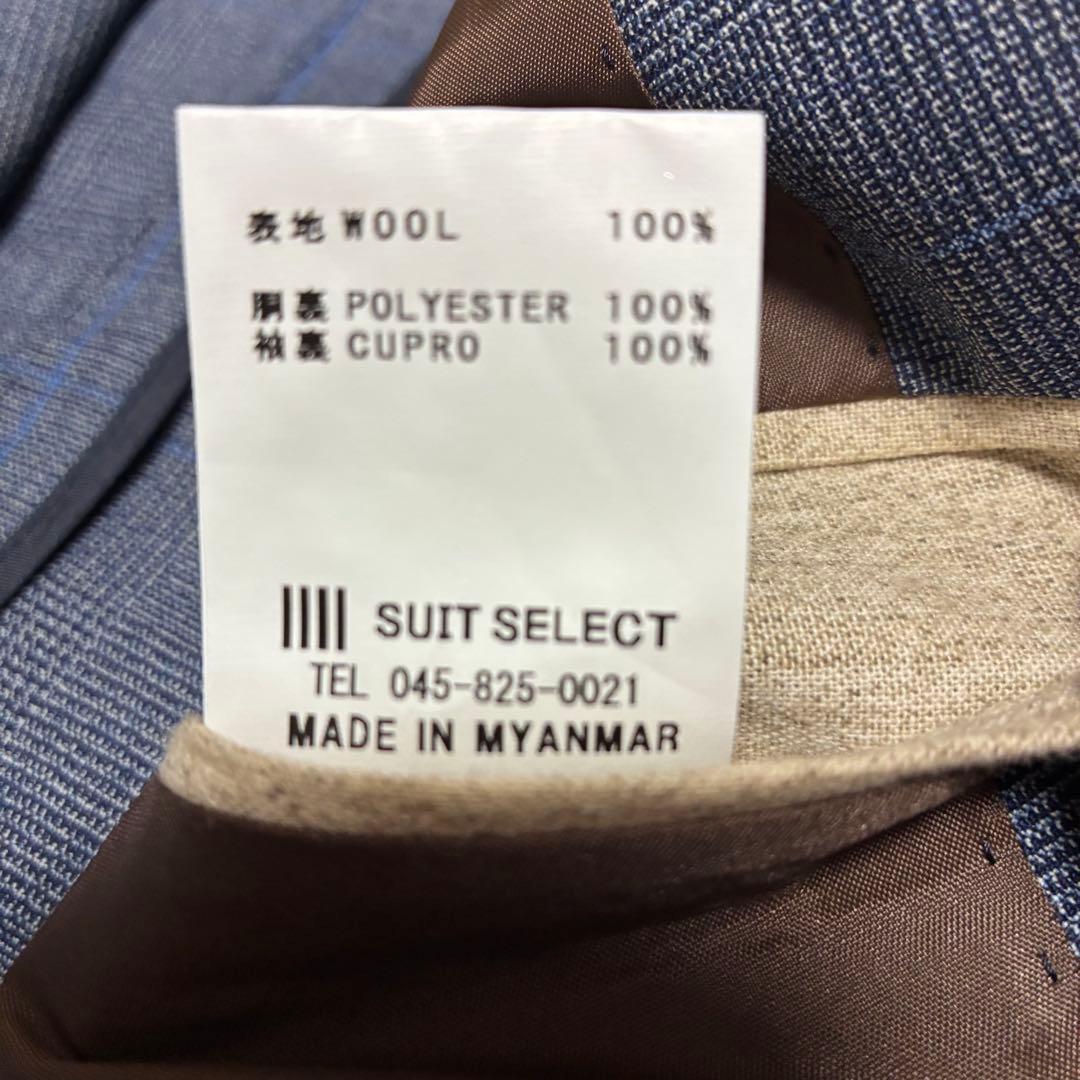 表地 WOOL 100%
胴裏 POLYESTER 100%
袖裏 CUPRO 100%
SUIT SELECT
TEL 045-825-0021
MADE IN MYANMAR